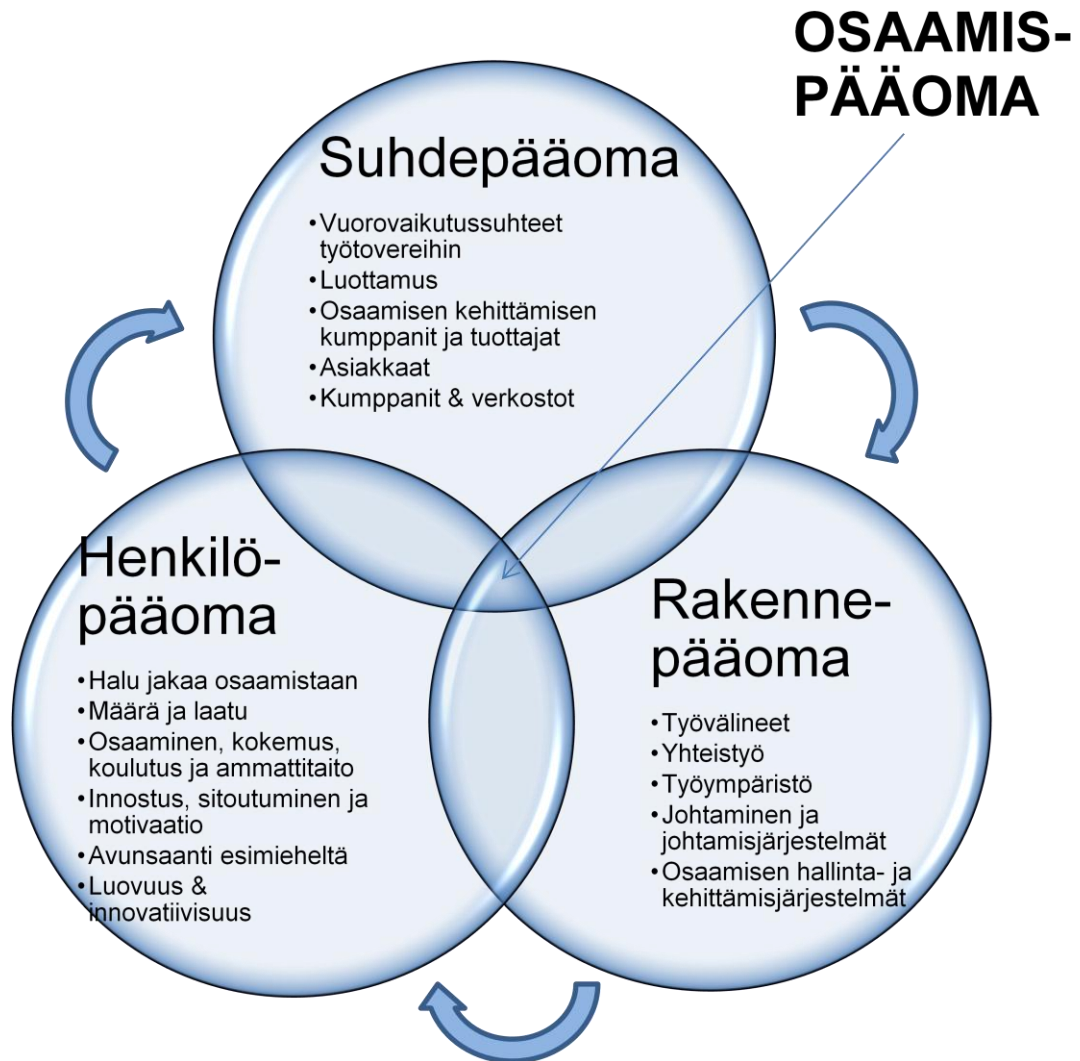 OSAAMIS-
PÄÄOMA
Suhdepääoma
•Vuorovaikutussuhteet
työtovereihin
•Luottamus
•Osaamisen kehittämisen
kumppanit ja tuottajat
•Asiakkaat
•Kumppanit & verkostot
Henkilö-
pääoma
•Halu jakaa osaamistaan
•Määrä ja laatu
•Osaaminen, kokemus,
koulutus ja ammattitaito
•Innostus, sitoutuminen ja
motivaatio
•Avunsaanti esimieheltä
•Luovuus &
innovatiivisuus
Rakenne-
pääoma
•Työvälineet
•Yhteistyö
•Työympäristö
•Johtaminen ja
johtamisjärjestelmät
•Osaamisen hallinta- ja
kehittämisjärjestelmät